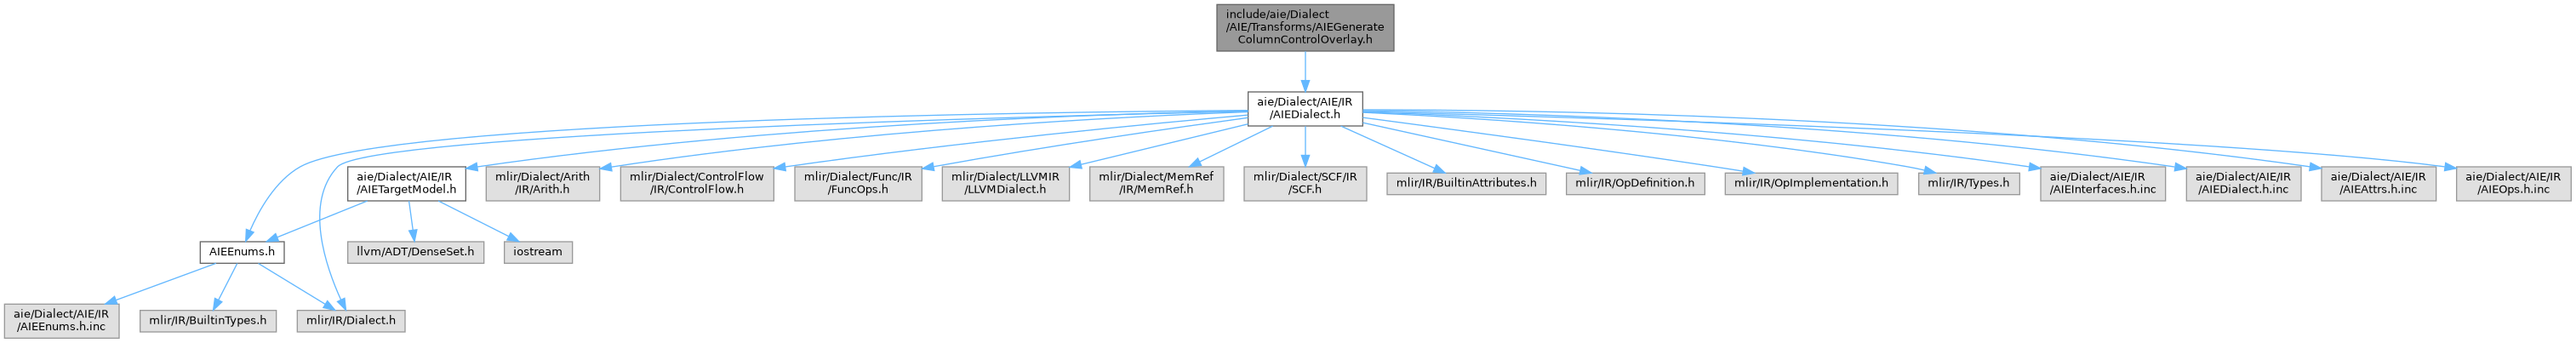 include/aie/Dialect
/AIE/Transforms/AIEGenerate
ColumnControlOverlay.h
aie/Dialect/AIE/IR
/AIEDialect.h
aie/Dialect/AIE/IR
/AIETargetModel.h
mlir/Dialect/Arith
/IR/Arith.h
mlir/Dialect/ControlFlow
/IR/ControlFlow.h
mlir/Dialect/Func/IR
/FuncOps.h
mlir/Dialect/LLVMIR
/LLVMDialect.h
mlir/Dialect/MemRef
/IR/MemRef.h
mlir/Dialect/SCF/IR
/SCF.h
mlir/IR/BuiltinAttributes.h
mlir/IR/OpDefinition.h
mlir/IR/OpImplementation.h
mlir/IR/Types.h
aie/Dialect/AIE/IR
/AIEInterfaces.h.inc
aie/Dialect/AIE/IR
/AIEDialect.h.inc
aie/Dialect/AIE/IR
/AIEAttrs.h.inc
aie/Dialect/AIE/IR
/AIEOps.h.inc
AIEEnums.h
llvm/ADT/DenseSet.h
iostream
aie/Dialect/AIE/IR
/AIEEnums.h.inc
mlir/IR/BuiltinTypes.h
mlir/IR/Dialect.h